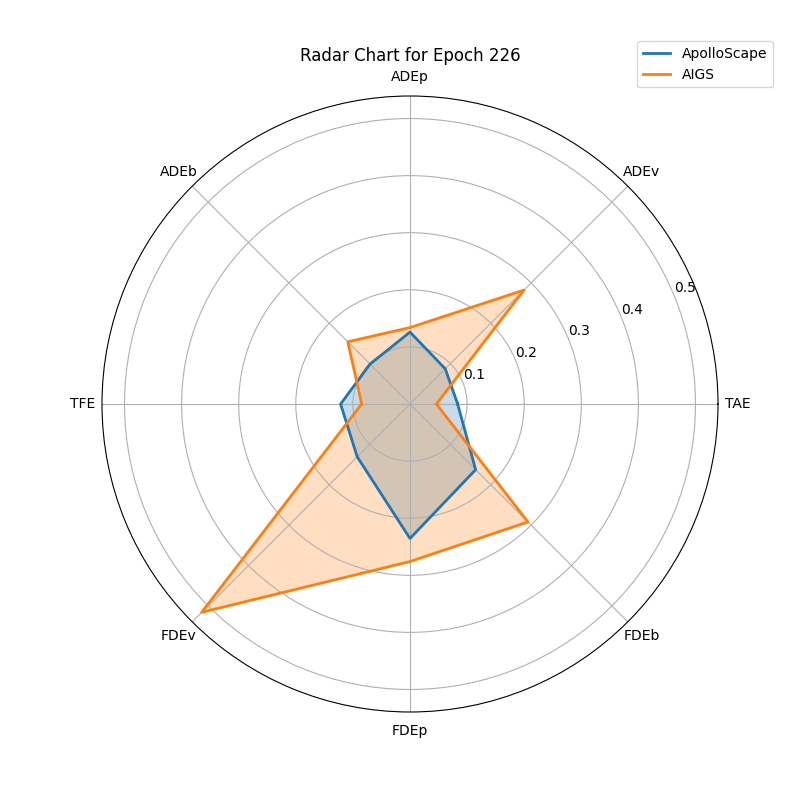 Radar Chart for Epoch 226
ApolloScape
AIGS
ADEp
ADEb
ADEv
0.5
0.4
0.3
0.2
0.1
TFE
TAE
FDEv
FDEb
FDEp